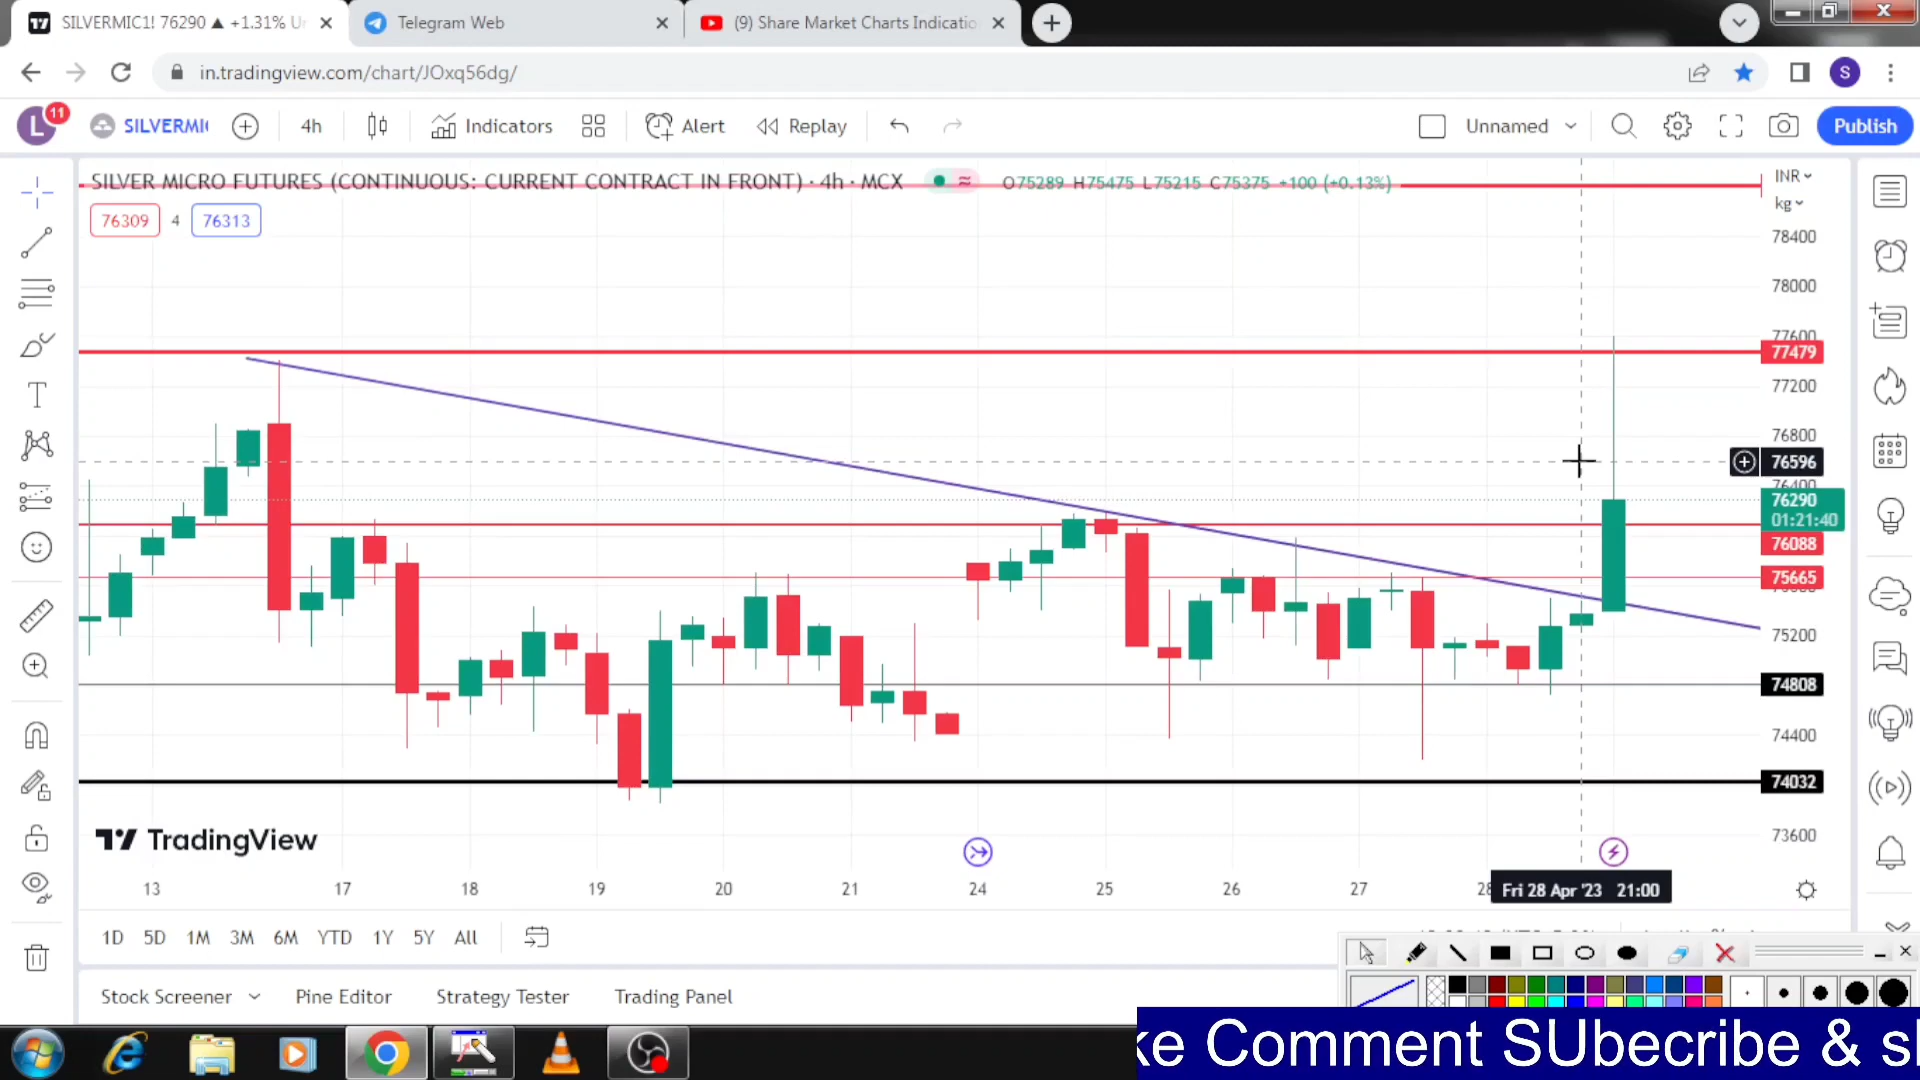 SILVERMIC1! 76290 ▲ +1.31% Un
Telegram Web
(9) Share Market Charts Indicatio
in.tradingview.com/chart/JOxq56dg/
S
L
11
SILVERMI
4h
Indicators
Alert
Replay
Unnamed
Publish
SILVER MICRO FUTURES (CONTINUOUS: CURRENT CONTRACT IN FRONT) · 4h · MCX
O75289 H75475 L75215 C75375 +100 (+0.13%)
INR
kg
76309
4
76313
78400
78000
77600
77479
77200
76800
76596
76400
76290
01:21:40
76088
75665
75200
74808
74400
74032
73600
TradingView
13
17
18
19
20
21
24
25
26
27
28
Fri 28 Apr '23 21:00
1D
5D
1M
3M
6M
YTD
1Y
5Y
All
Stock Screener
Pine Editor
Strategy Tester
Trading Panel
ke Comment SUbecribe & s